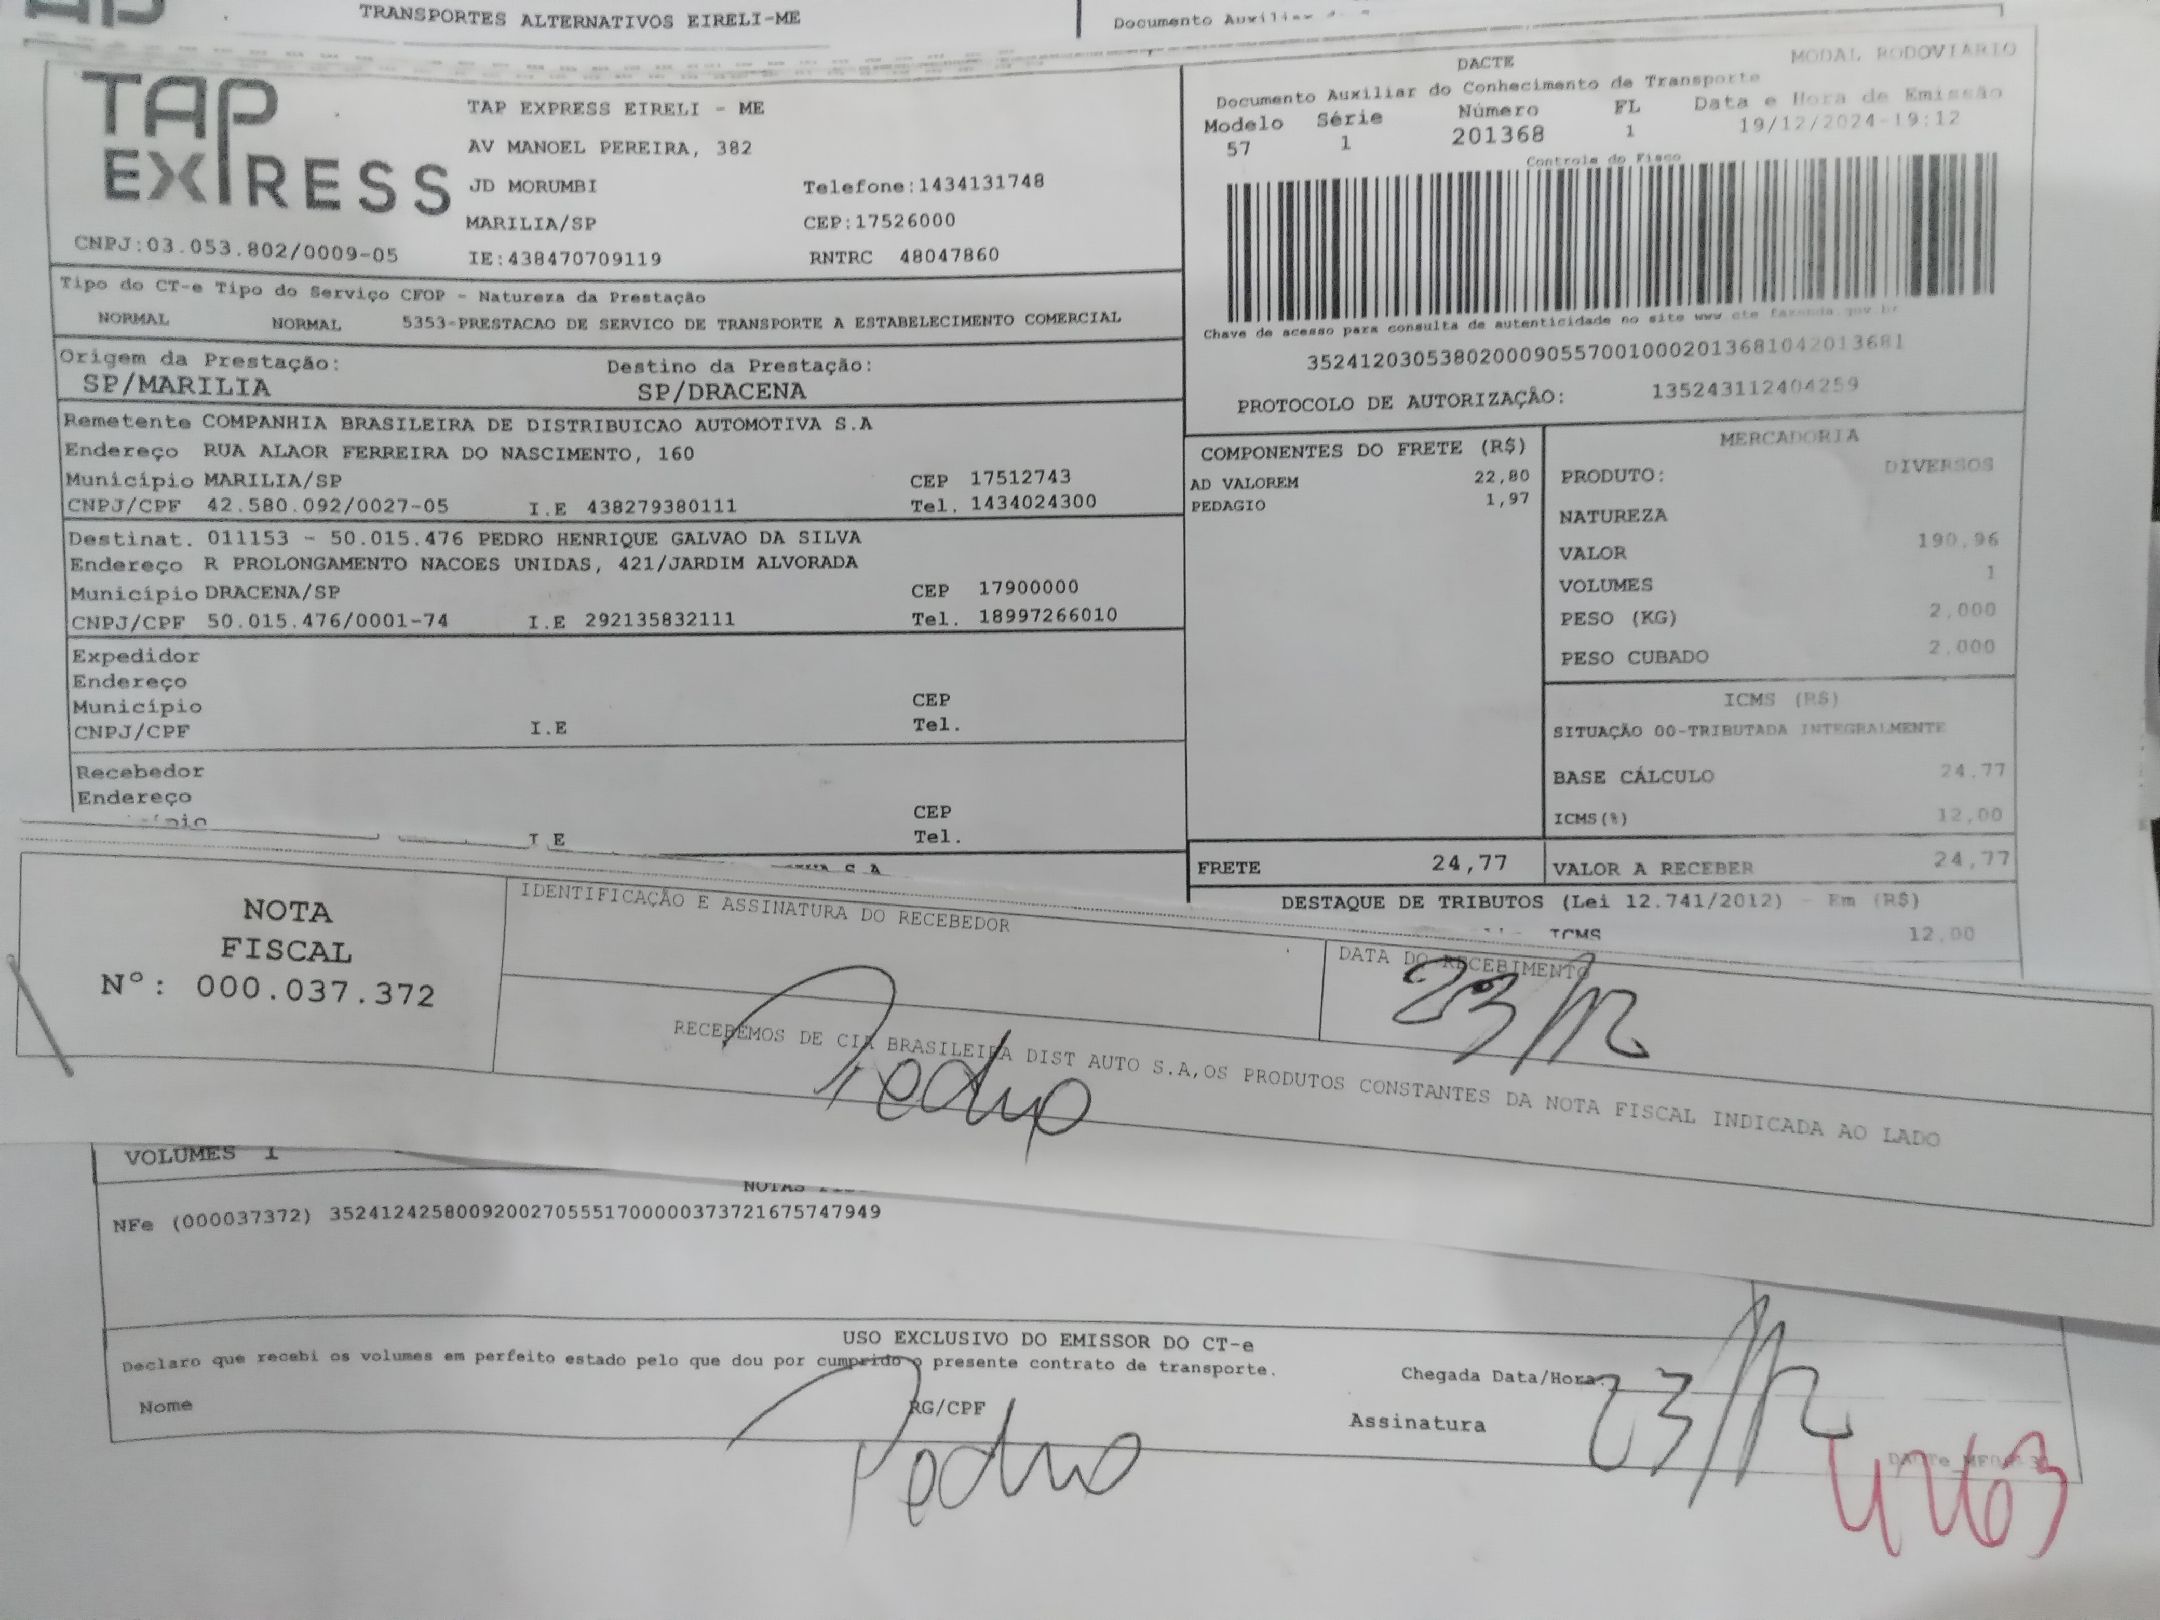 TRANSPORTES ALTERNATIVOS EIRELI-ME
Documento Auxiliar
TAP EXPRESS
CNPJ:03.053.802/0009-05
TAP EXPRESS EIRELI - ME
AV MANOEL PEREIRA, 382
JD MORUMBI Telefone:1434131748
MARILIA/SP CEP:17526000
IE:438470709119 RNTRC 48047860
DACTE MODAL RODOVIARIO
Documento Auxiliar do Conhecimento de Transporte
Modelo Série Número FL Data e Hora de Emissão
57 1 201368 1 19/12/2024-19:12
Controle do Fisco
Chave de acesso para consulta de autenticidade no site www cte fazenda.gov.br
35241203053802000905570010002013681042013681
PROTOCOLO DE AUTORIZAÇÃO: 135243112404259
Tipo do CT-e Tipo do Serviço CFOP - Natureza da Prestação
NORMAL NORMAL 5353-PRESTACAO DE SERVICO DE TRANSPORTE A ESTABELECIMENTO COMERCIAL
Origem da Prestação: Destino da Prestação:
SP/MARILIA SP/DRACENA
Remetente COMPANHIA BRASILEIRA DE DISTRIBUICAO AUTOMOTIVA S.A
Endereço RUA ALAOR FERREIRA DO NASCIMENTO, 160
Município MARILIA/SP CEP 17512743
CNPJ/CPF 42.580.092/0027-05 I.E 438279380111 Tel. 1434024300
Destinat. 011153 - 50.015.476 PEDRO HENRIQUE GALVAO DA SILVA
Endereço R PROLONGAMENTO NACOES UNIDAS, 421/JARDIM ALVORADA
Município DRACENA/SP CEP 17900000
CNPJ/CPF 50.015.476/0001-74 I.E 292135832111 Tel. 18997266010
Expedidor
Endereço
Município CEP
CNPJ/CPF I.E Tel.
Recebedor
Endereço
CEP
I.E Tel.
COMPONENTES DO FRETE (R$)
AD VALOREM 22,80
PEDAGIO 1,97
FRETE 24,77
MERCADORIA
PRODUTO: DIVERSOS
NATUREZA
VALOR 190,96
VOLUMES 1
PESO (KG) 2,000
PESO CUBADO 2,000
ICMS (R$)
SITUAÇÃO 00-TRIBUTADA INTEGRALMENTE
BASE CÁLCULO 24,77
ICMS(%) 12,00
VALOR A RECEBER 24,77
DESTAQUE DE TRIBUTOS (Lei 12.741/2012) - Em (R$)
ICMS 12,00
NOTA
FISCAL
Nº: 000.037.372
IDENTIFICAÇÃO E ASSINATURA DO RECEBEDOR
DATA DO RECEBIMENTO
23/12
Pedro
RECEBEMOS DE CIA BRASILEIRA DIST AUTO S.A,OS PRODUTOS CONSTANTES DA NOTA FISCAL INDICADA AO LADO
VOLUMES 1
NFe (000037372) 35241242580092002705551700000373721675747949
USO EXCLUSIVO DO EMISSOR DO CT-e
Declaro que recebi os volumes em perfeito estado pelo que dou por cumprido o presente contrato de transporte.
Chegada Data/Hora:
Nome RG/CPF Assinatura
Pedro
23/12